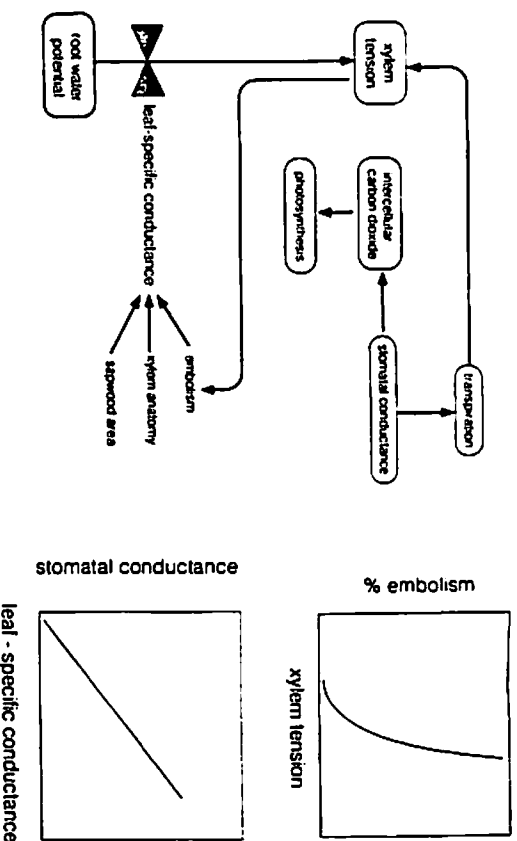 transpiration
stomatal conductance
xylem
tension
intercellular
carbon dioxide
photosynthesis
root water
potential
leaf-specific conductance
embolism
xylem anatomy
sapwood area
% embolism
xylem tension
stomatal conductance
leaf - specific conductance